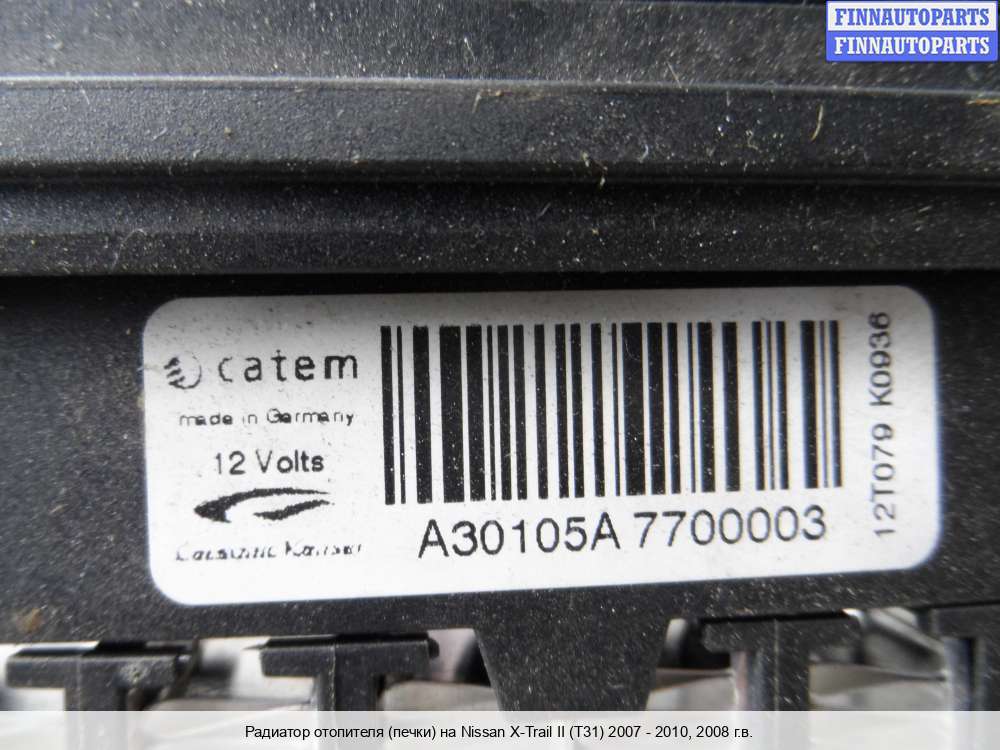 FINNAUTOPARTS
FINNAUTOPARTS
catem
made in Germany
12 Volts
A30105A 7700003
12T079 K0936
Радиатор отопителя (печки) на Nissan X-Trail II (T31) 2007 - 2010, 2008 г.в.